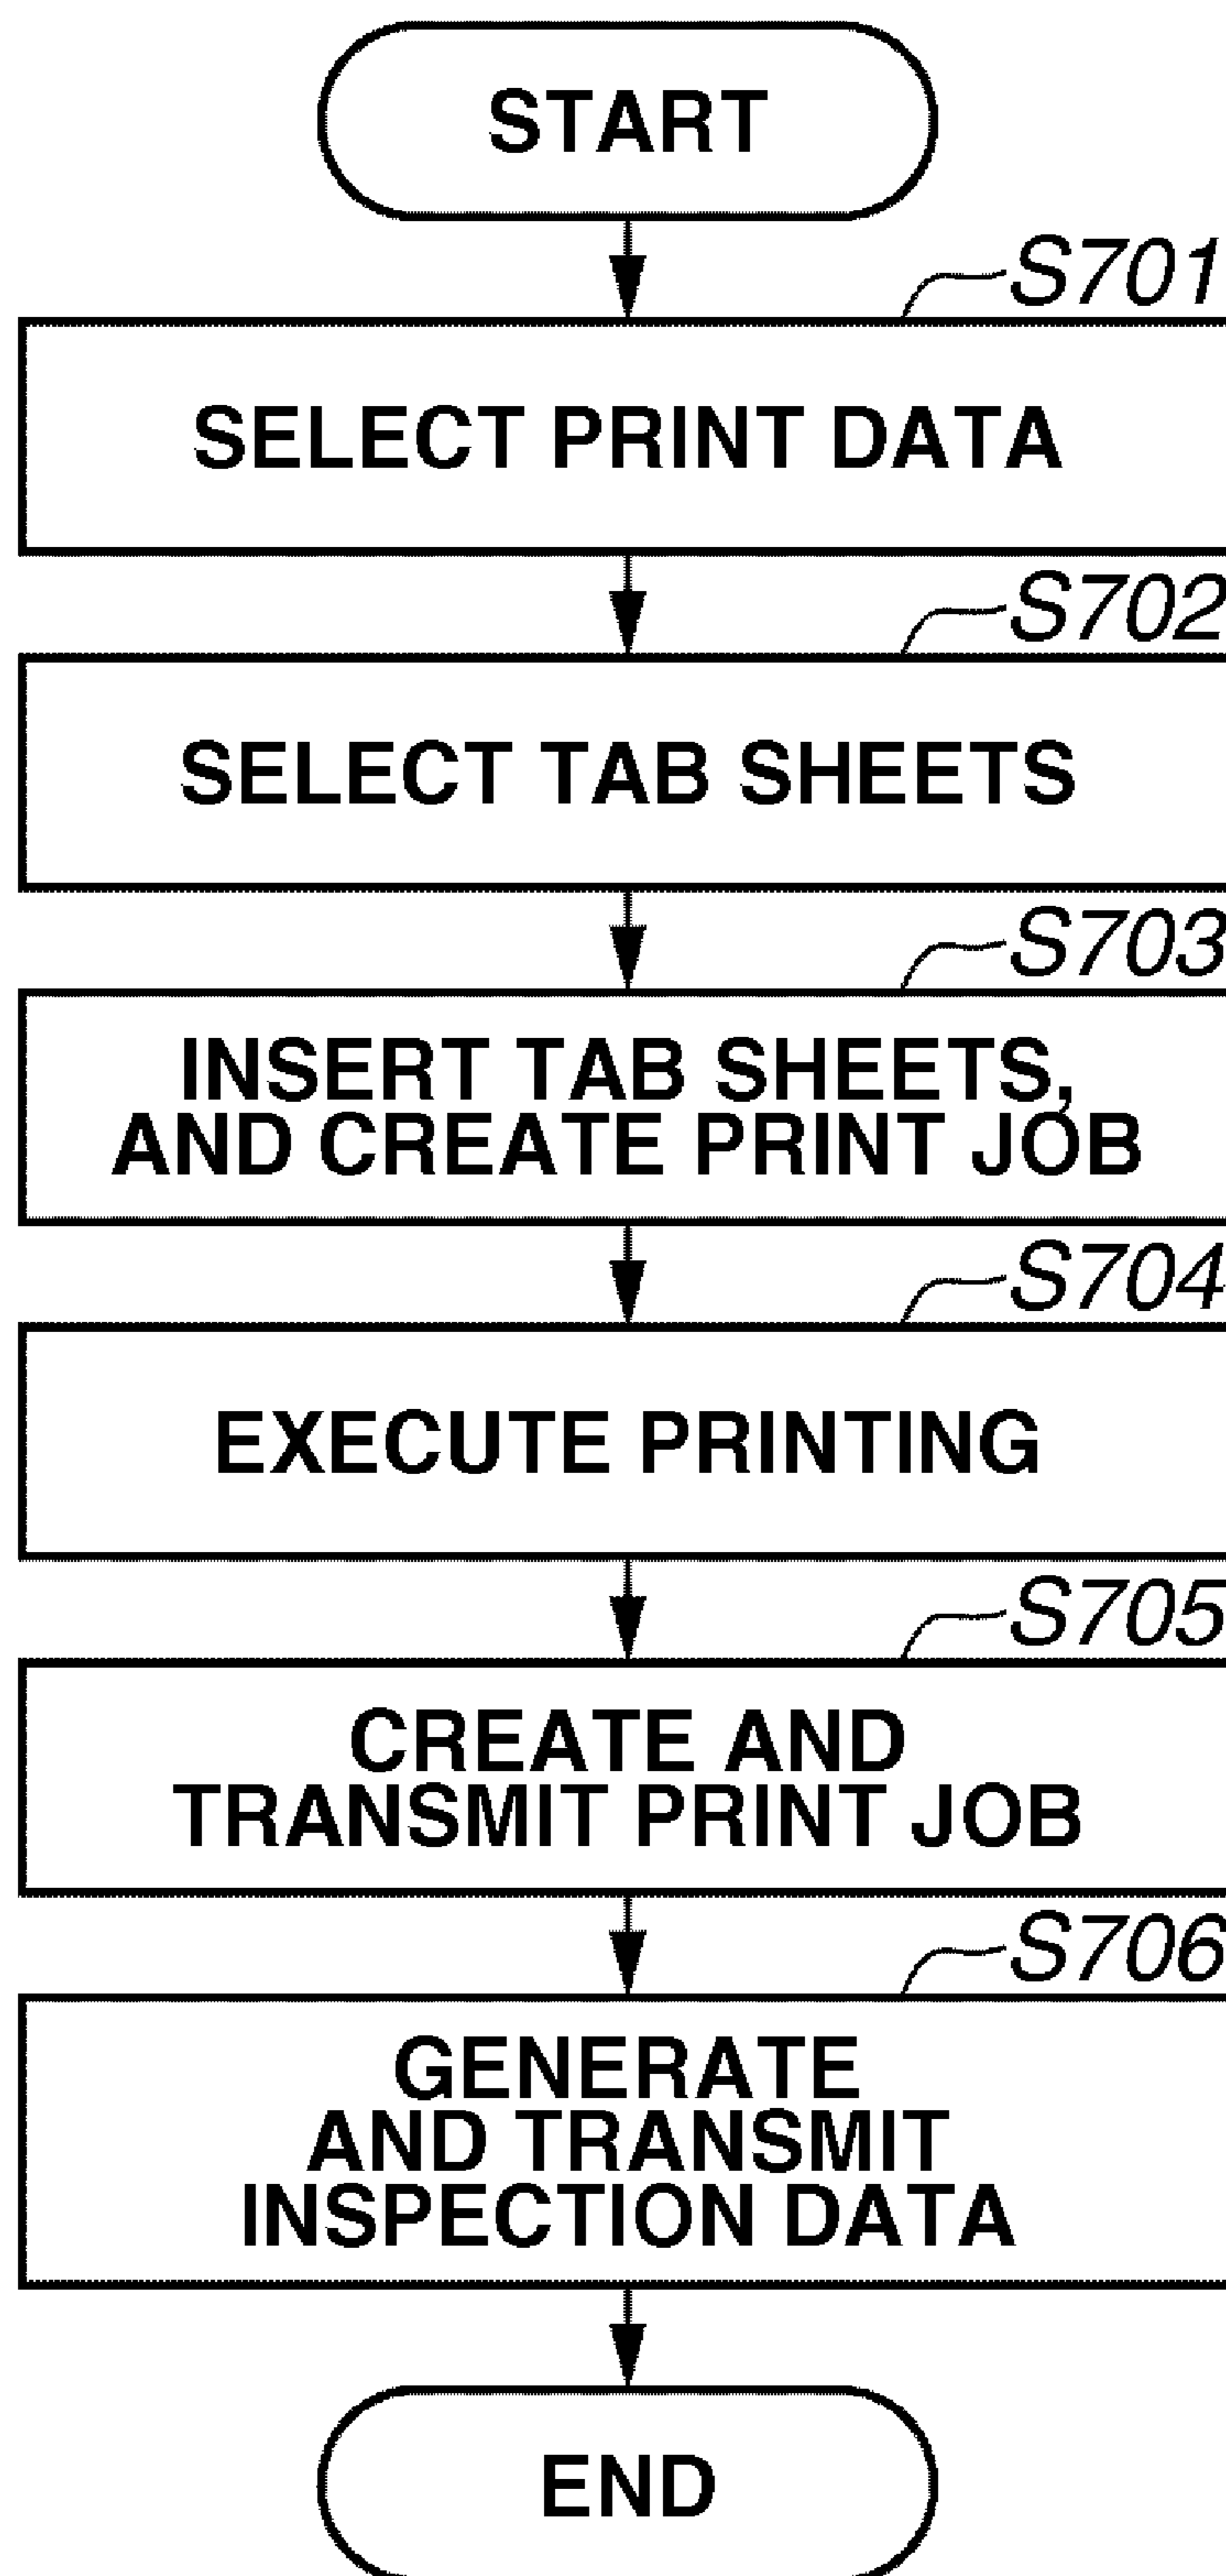 START
S701
SELECT PRINT DATA
S702
SELECT TAB SHEETS
S703
INSERT TAB SHEETS,
AND CREATE PRINT JOB
S704
EXECUTE PRINTING
S705
CREATE AND
TRANSMIT PRINT JOB
S706
GENERATE
AND TRANSMIT
INSPECTION DATA
END